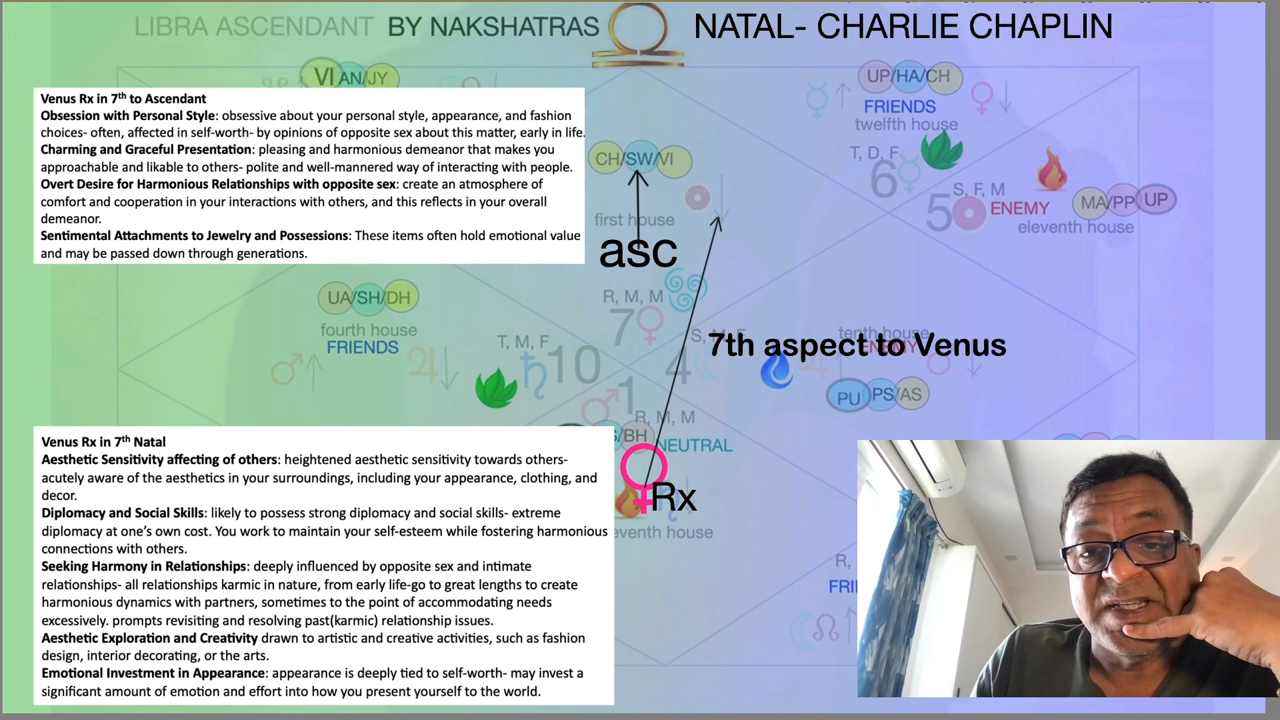 LIBRA ASCENDANT BY NAKSHATRAS
NATAL- CHARLIE CHAPLIN
VI AN/JY
UP/HA/CH
FRIENDS
twelfth house
T, D, F
6
5
S, F, M
ENEMY
MA/PP UP
eleventh house
Venus Rx in 7th to Ascendant
Obsession with Personal Style: obsessive about your personal style, appearance, and fashion
choices- often, affected in self-worth- by opinions of opposite sex about this matter, early in life.
Charming and Graceful Presentation: pleasing and harmonious demeanor that makes you
approachable and likable to others- polite and well-mannered way of interacting with people.
Overt Desire for Harmonious Relationships with opposite sex: create an atmosphere of
comfort and cooperation in your interactions with others, and this reflects in your overall
demeanor.
Sentimental Attachments to Jewelry and Possessions: These items often hold emotional value
and may be passed down through generations.
CH/SW/VI
first house
asc
R, M, M
7
UA/SH/DH
fourth house
FRIENDS
T, M, F
10
4
1
7th aspect to Venus
tenth house
PU PS/AS
R, M, M
/BH
NEUTRAL
Rx
eventh house
Venus Rx in 7th Natal
Aesthetic Sensitivity affecting of others: heightened aesthetic sensitivity towards others-
acutely aware of the aesthetics in your surroundings, including your appearance, clothing, and
decor.
Diplomacy and Social Skills: likely to possess strong diplomacy and social skills- extreme
diplomacy at one’s own cost. You work to maintain your self-esteem while fostering harmonious
connections with others.
Seeking Harmony in Relationships: deeply influenced by opposite sex and intimate
relationships- all relationships karmic in nature, from early life-go to great lengths to create
harmonious dynamics with partners, sometimes to the point of accommodating needs
excessively. prompts revisiting and resolving past(karmic) relationship issues.
Aesthetic Exploration and Creativity drawn to artistic and creative activities, such as fashion
design, interior decorating, or the arts.
Emotional Investment in Appearance: appearance is deeply tied to self-worth- may invest a
significant amount of emotion and effort into how you present yourself to the world.
R,
FRI